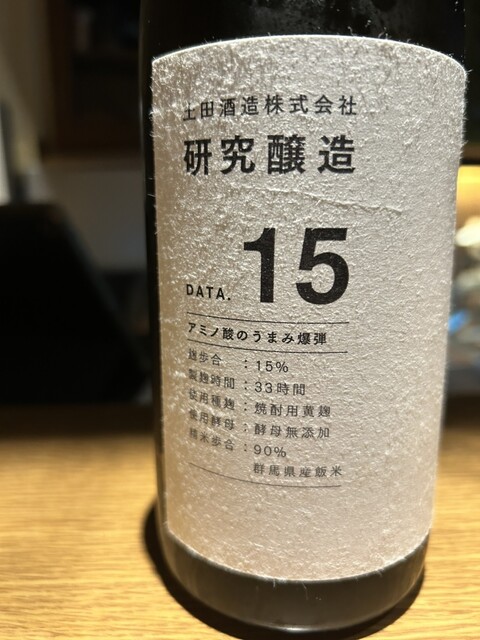 土田酒造株式会社
研究醸造
DATA. 15
アミノ酸のうまみ爆弾
麹歩合 : 15%
製麹時間 : 33時間
使用種麹 : 焼酎用黄麹
使用酵母 : 酵母無添加
精米歩合 : 90%
群馬県産飯米